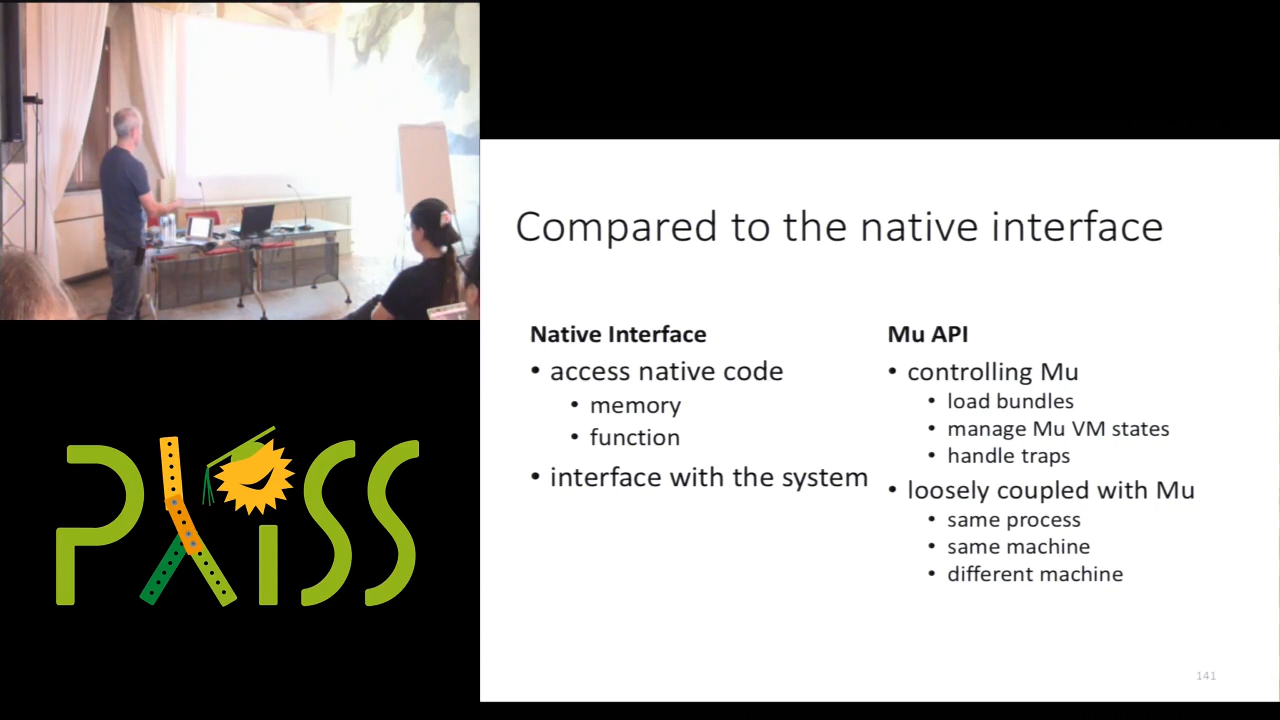 Compared to the native interface
Native Interface
• access native code
• memory
• function
• interface with the system
Mu API
• controlling Mu
• load bundles
• manage Mu VM states
• handle traps
• loosely coupled with Mu
• same process
• same machine
• different machine
141
PLISS